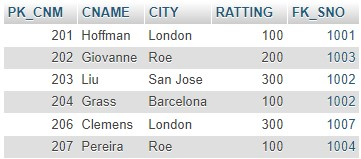 PK_CNM CNAME CITY RATTING FK_SNO
201 Hoffman London 100 1001
202 Giovanne Roe 200 1003
203 Liu San Jose 300 1002
204 Grass Barcelona 100 1002
206 Clemens London 300 1007
207 Pereira Roe 100 1004